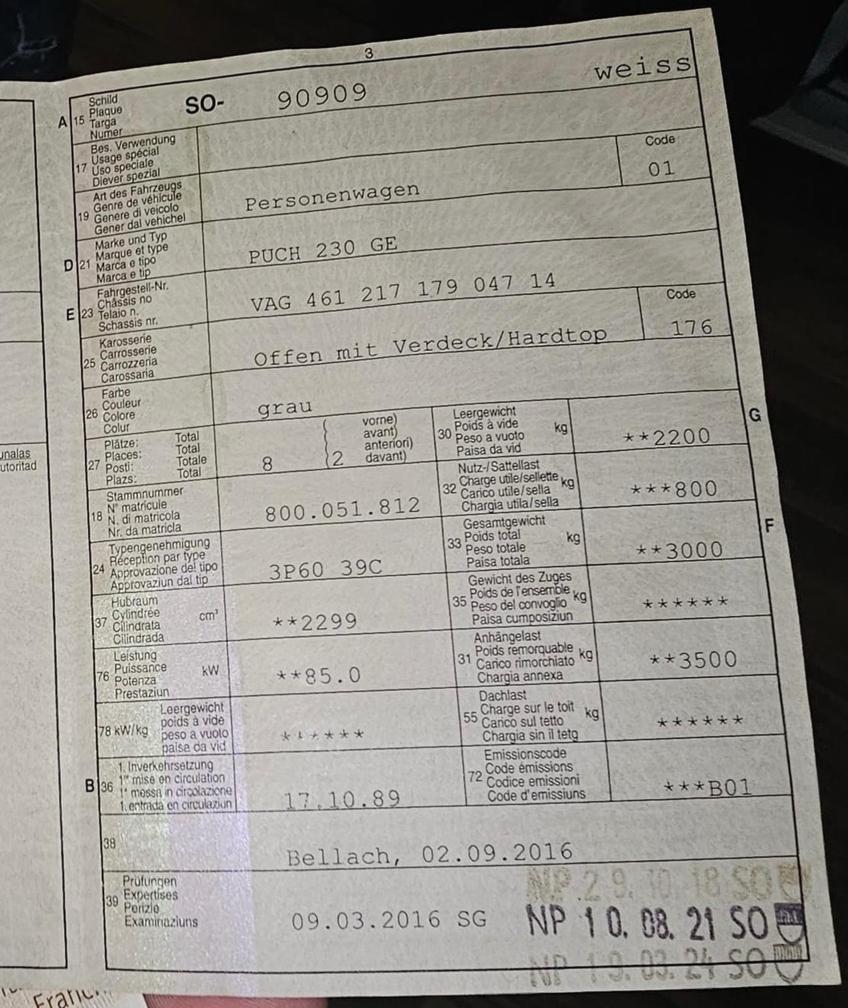 3
A 15 Schild
Plaque
Targa
Numer
SO- 90909 weiss
17 Bes. Verwendung
Usage spécial
Uso speciale
Diever spezial
19 Art des Fahrzeugs
Genre de véhicule
Genere di veicolo
Gener dal vehichel
Personenwagen
Code
01
D 21 Marke und Typ
Marque et type
Marca e tipo
Marca e tip
PUCH 230 GE
E 23 Fahrgestell-Nr.
Châssis no
Telaio n.
Schassis nr.
VAG 461 217 179 047 14
25 Karosserie
Carrosserie
Carrozzeria
Carossaria
Offen mit Verdeck/Hardtop
Code
176
26 Farbe
Couleur
Colore
Colur
grau
27 Plätze: Total
Places: Total
Posti: Totale
Plazs: Total
8 (2 vorne)
avant)
anteriori)
davant)
30 Leergewicht
Poids à vide
Peso a vuoto
Paisa da vid
kg
**2200
G
18 Stammnummer
N° matricule
N. di matricola
Nr. da matricla
800.051.812
32 Nutz-/Sattellast
Charge utile/sellette
Carico utile/sella
Chargia utila/sella
kg
***800
24 Typengenehmigung
Réception par type
Approvazione del tipo
Approvaziun dal tip
3P60 39C
33 Gesamtgewicht
Poids total
Peso totale
Paisa totala
kg
**3000
F
37 Hubraum
Cylindrée
Cilindrata
Cilindrada
cm³
**2299
35 Gewicht des Zuges
Poids de l'ensemble
Peso del convoglio
Paisa cumposiziun
kg
******
76 Leistung
Puissance
Potenza
Prestaziun
kW
**85.0
31 Anhängelast
Poids remorquable
Carico rimorchiato
Chargia annexa
kg
**3500
78 kW/kg Leergewicht
poids à vide
peso a vuoto
paisa da vid
******
55 Dachlast
Charge sur le toit
Carico sul tetto
Chargia sin il tetg
kg
******
B 36 1. Inverkehrsetzung
1re mise en circulation
1a messa in circolazione
1. entrada en circulaziun
17.10.89
72 Emissionscode
Code émissions
Codice emissioni
Code d'emissiuns
***B01
38
Bellach, 02.09.2016
39 Prüfungen
Expertises
Perizie
Examinaziuns
09.03.2016 SG
NP 29. 10. 18 SO
NP 10. 08. 21 SO
NP 19. 03. 24 SO
unalas
utoritad